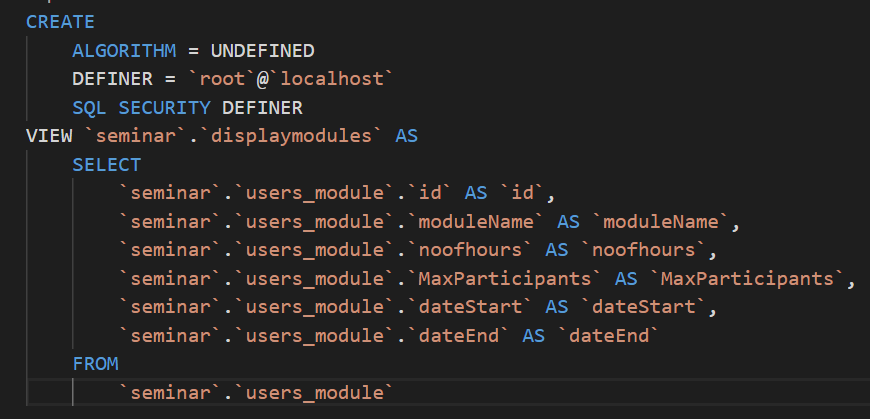 CREATE
ALGORITHM = UNDEFINED
DEFINER = `root`@`localhost`
SQL SECURITY DEFINER
VIEW `seminar`.`displaymodules` AS
SELECT
`seminar`.`users_module`.`id` AS `id`,
`seminar`.`users_module`.`moduleName` AS `moduleName`,
`seminar`.`users_module`.`noofhours` AS `noofhours`,
`seminar`.`users_module`.`MaxParticipants` AS `MaxParticipants`,
`seminar`.`users_module`.`dateStart` AS `dateStart`,
`seminar`.`users_module`.`dateEnd` AS `dateEnd`
FROM
`seminar`.`users_module`